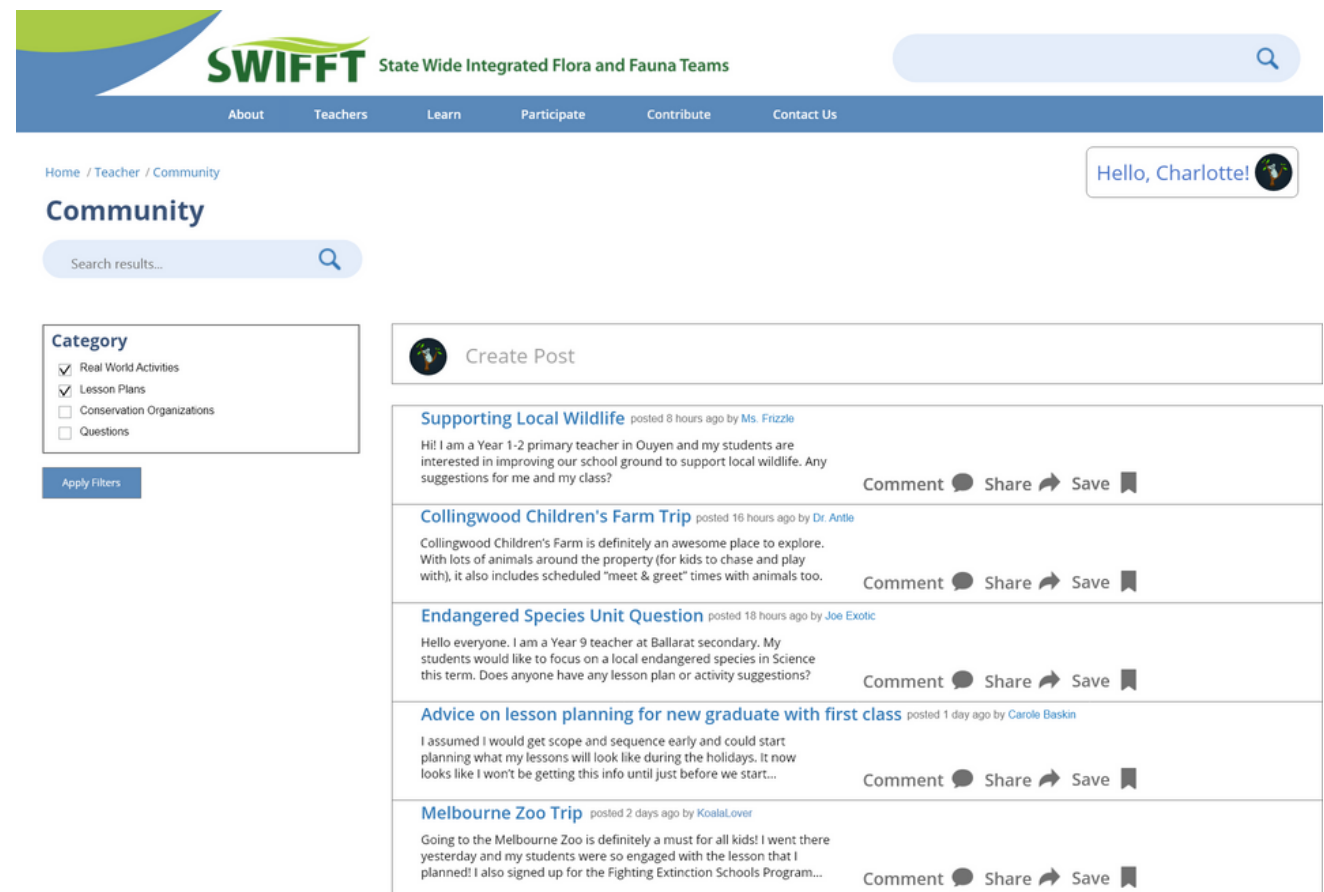 SWIFFT State Wide Integrated Flora and Fauna Teams
About Teachers Learn Participate Contribute Contact Us
Home / Teacher / Community
Hello, Charlotte!
Community
Search results...
Category
Real World Activities
Lesson Plans
Conservation Organizations
Questions
Apply Filters
Create Post
Supporting Local Wildlife posted 8 hours ago by Ms. Frizzle
Hi! I am a Year 1-2 primary teacher in Ouyen and my students are
interested in improving our school ground to support local wildlife. Any
suggestions for me and my class?
Comment Share Save
Collingwood Children's Farm Trip posted 16 hours ago by Dr. Antle
Collingwood Children's Farm is definitely an awesome place to explore.
With lots of animals around the property (for kids to chase and play
with), it also includes scheduled "meet & greet" times with animals too.
Comment Share Save
Endangered Species Unit Question posted 18 hours ago by Joe Exotic
Hello everyone. I am a Year 9 teacher at Ballarat secondary. My
students would like to focus on a local endangered species in Science
this term. Does anyone have any lesson plan or activity suggestions?
Comment Share Save
Advice on lesson planning for new graduate with first class posted 1 day ago by Carole Baskin
I assumed I would get scope and sequence early and could start
planning what my lessons will look like during the holidays. It now
looks like I won't be getting this info until just before we start...
Comment Share Save
Melbourne Zoo Trip posted 2 days ago by KoalaLover
Going to the Melbourne Zoo is definitely a must for all kids! I went there
yesterday and my students were so engaged with the lesson that I
planned! I also signed up for the Fighting Extinction Schools Program...
Comment Share Save